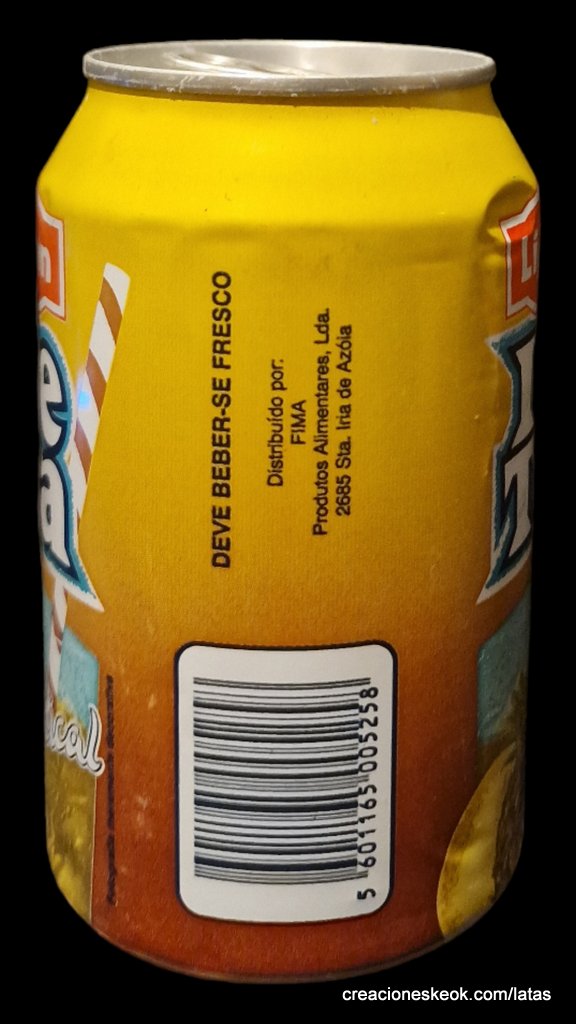 DEVE BEBER-SE FRESCO
Distribuído por:
FIMA
Produtos Alimentares, Lda.
2685 Sta. Iria de Azóia
5 601165 005258
creacioneskeok.com/latas